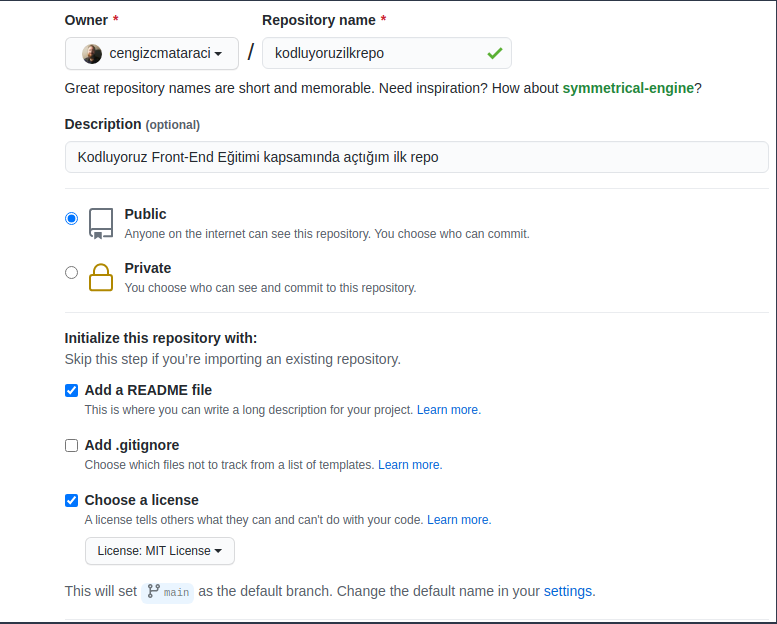 Owner * Repository name *
cengizcmataraci / kodluyoruzilkrepo
Great repository names are short and memorable. Need inspiration? How about symmetrical-engine?
Description (optional)
Kodluyoruz Front-End Eğitimi kapsamında açtığım ilk repo
Public
Anyone on the internet can see this repository. You choose who can commit.
Private
You choose who can see and commit to this repository.
Initialize this repository with:
Skip this step if you’re importing an existing repository.
Add a README file
This is where you can write a long description for your project. Learn more.
Add .gitignore
Choose which files not to track from a list of templates. Learn more.
Choose a license
A license tells others what they can and can't do with your code. Learn more.
License: MIT License
This will set main as the default branch. Change the default name in your settings.